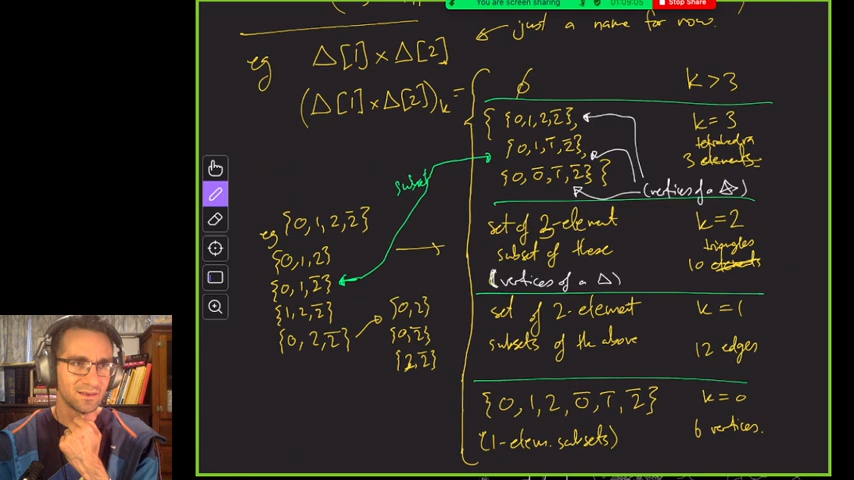 You are screen sharing 01:09:05 Stop Share
just a name for now.
eg Δ[1] × Δ[2]
(Δ[1] × Δ[2])ₖ =
∅ k > 3
{ {0, 1, 2, 2̅}, k = 3
{0, 1, 1̅, 2̅}, tetrahedra
{0, 0̅, 1̅, 2̅} } 3 elements
(vertices of a
subset
set of 3-element k = 2
subset of these triangles
(vertices of a Δ) 10 elements
eg {0, 1, 2, 2̅}
{0, 1, 2}
{0, 1, 2̅}
{1, 2, 2̅}
{0, 2, 2̅}
{0, 2}
{0, 2̅}
{2, 2̅}
set of 2-element k = 1
subsets of the above 12 edges
{0, 1, 2, 0̅, 1̅, 2̅} k = 0
(1-elem. subsets) 6 vertices.